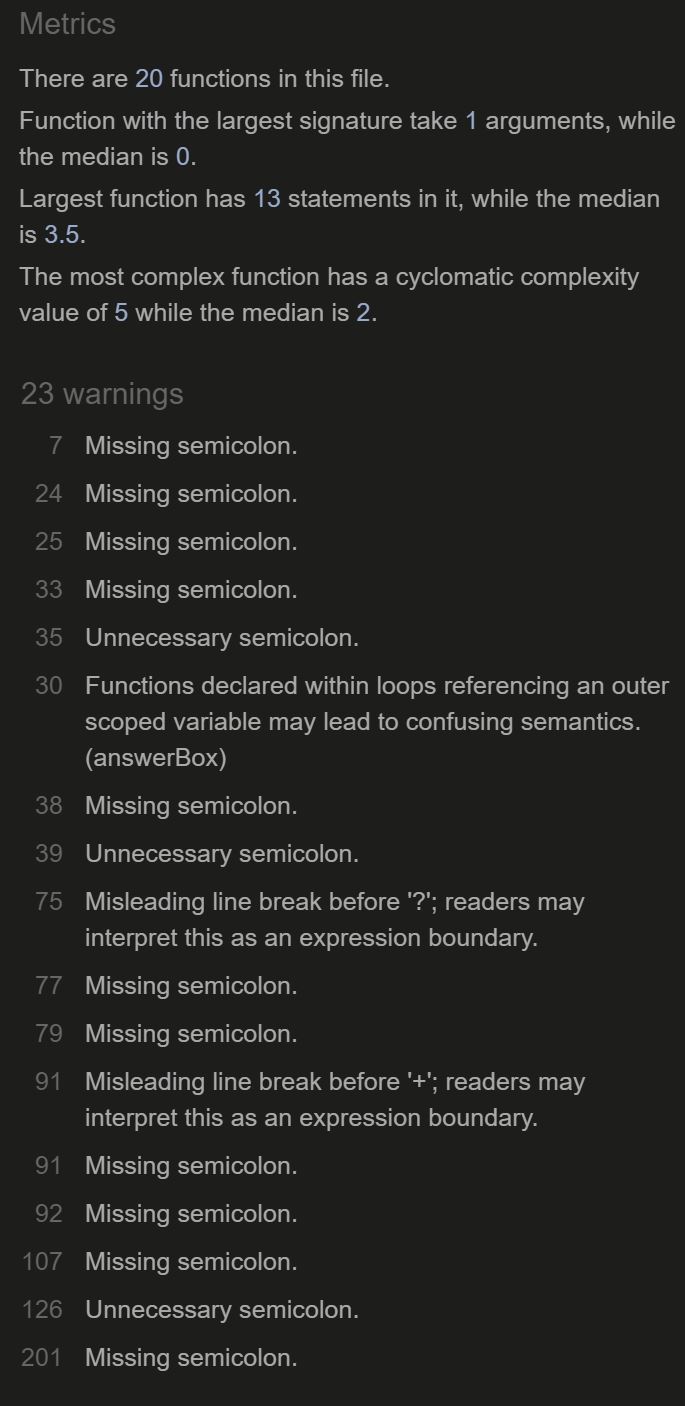 Metrics
There are 20 functions in this file.
Function with the largest signature take 1 arguments, while
the median is 0.
Largest function has 13 statements in it, while the median
is 3.5.
The most complex function has a cyclomatic complexity
value of 5 while the median is 2.
23 warnings
7 Missing semicolon.
24 Missing semicolon.
25 Missing semicolon.
33 Missing semicolon.
35 Unnecessary semicolon.
30 Functions declared within loops referencing an outer
scoped variable may lead to confusing semantics.
(answerBox)
38 Missing semicolon.
39 Unnecessary semicolon.
75 Misleading line break before '?'; readers may
interpret this as an expression boundary.
77 Missing semicolon.
79 Missing semicolon.
91 Misleading line break before '+'; readers may
interpret this as an expression boundary.
91 Missing semicolon.
92 Missing semicolon.
107 Missing semicolon.
126 Unnecessary semicolon.
201 Missing semicolon.